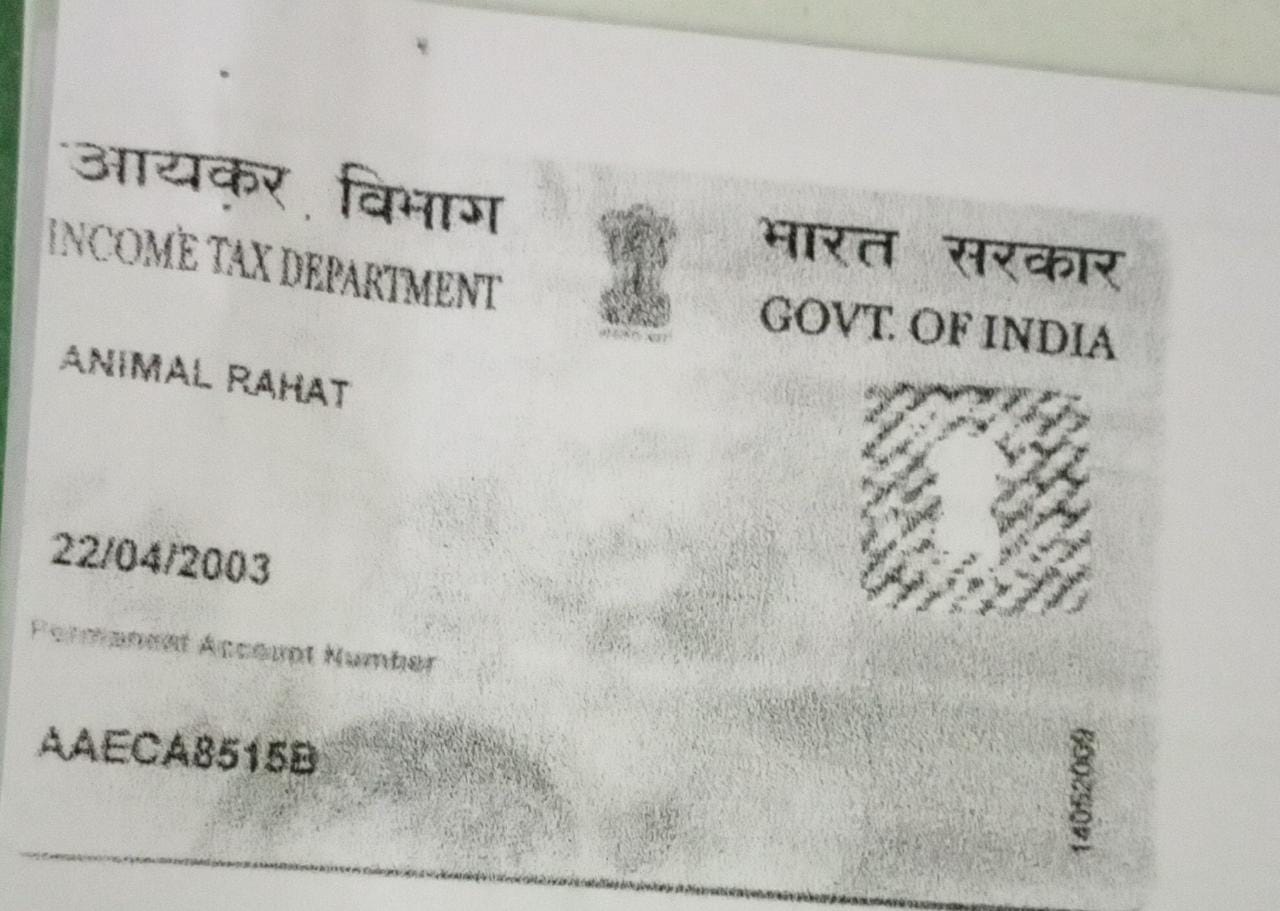 आयकर विभाग
INCOME TAX DEPARTMENT
भारत सरकार
GOVT. OF INDIA
ANIMAL RAHAT
22/04/2003
Permanent Account Number
AAECA8515B
14052009